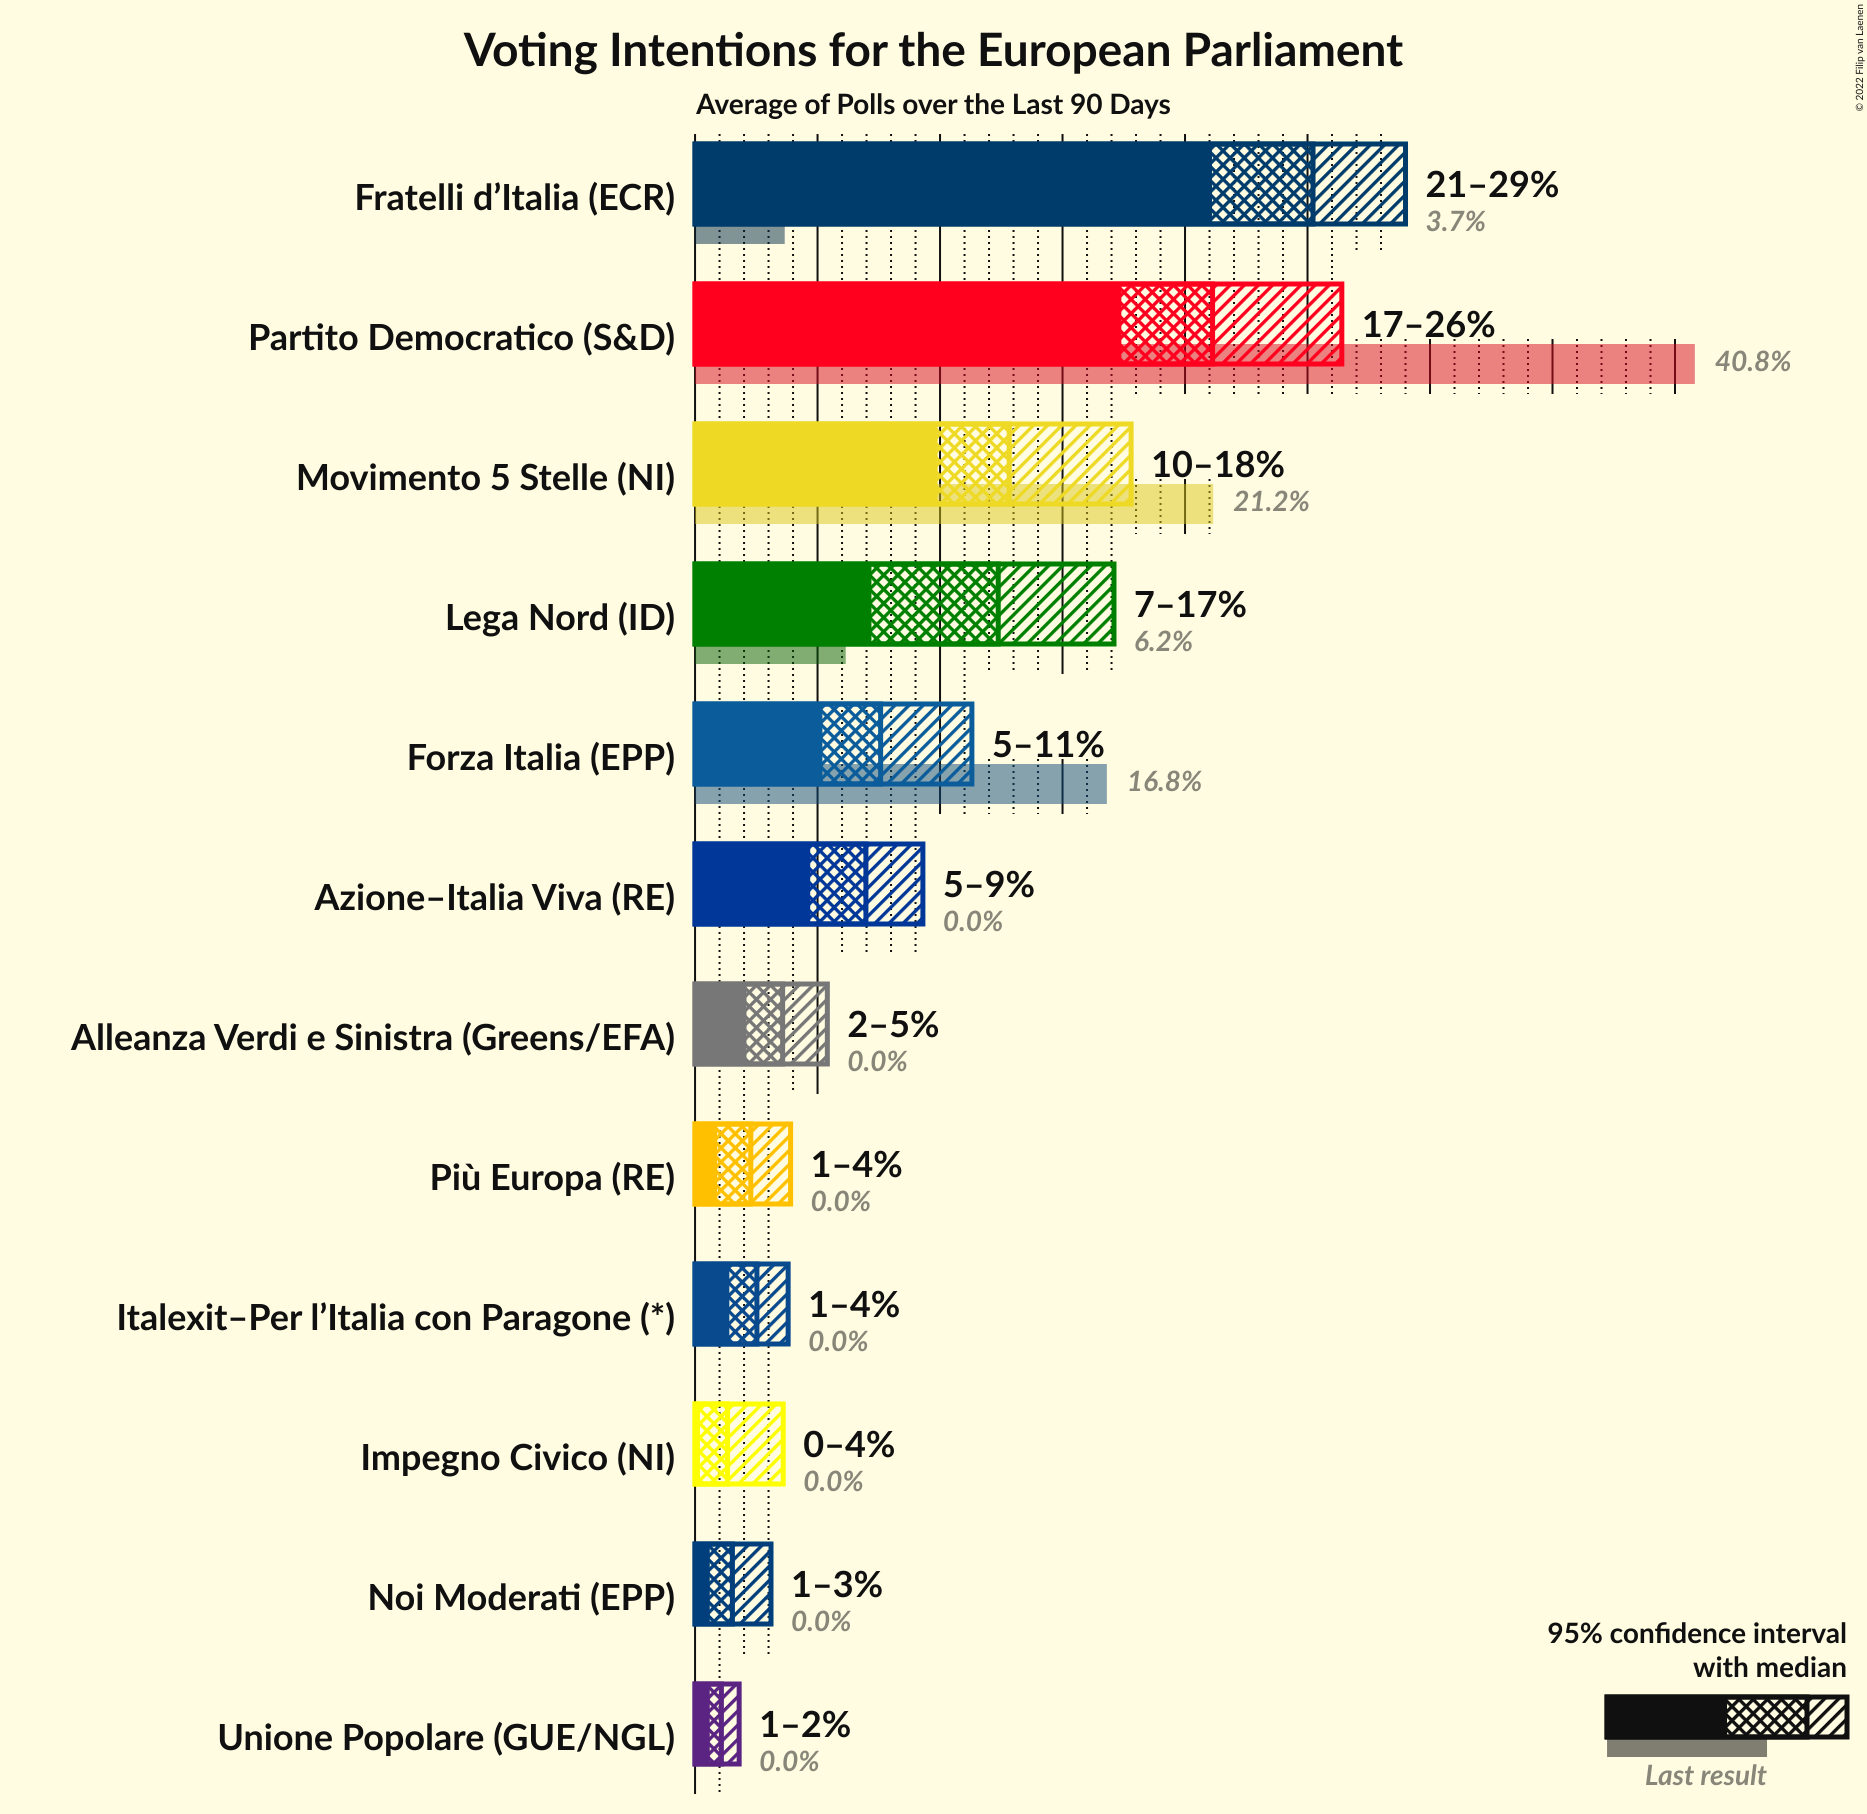 Voting Intentions for the European Parliament
Average of Polls over the Last 90 Days
© 2022 Filip van Laenen
Fratelli d’Italia (ECR)
21–29%
3.7%
Partito Democratico (S&D)
17–26%
40.8%
Movimento 5 Stelle (NI)
10–18%
21.2%
Lega Nord (ID)
7–17%
6.2%
Forza Italia (EPP)
5–11%
16.8%
Azione–Italia Viva (RE)
5–9%
0.0%
Alleanza Verdi e Sinistra (Greens/EFA)
2–5%
0.0%
Più Europa (RE)
1–4%
0.0%
Italexit–Per l’Italia con Paragone (*)
1–4%
0.0%
Impegno Civico (NI)
0–4%
0.0%
Noi Moderati (EPP)
1–3%
0.0%
Unione Popolare (GUE/NGL)
1–2%
0.0%
95% confidence interval
with median
Last result